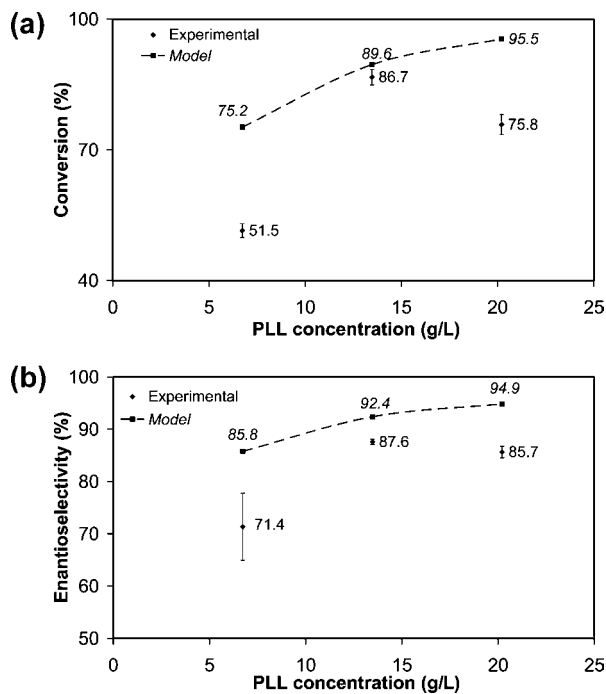 (a)
Experimental
Model
100
70
40
Conversion (%)
75.2
89.6
95.5
86.7
75.8
51.5
0 5 10 15 20 25
PLL concentration (g/L)
(b)
Experimental
Model
100
90
80
70
60
50
Enantioselectivity (%)
85.8
92.4
94.9
87.6
85.7
71.4
0 5 10 15 20 25
PLL concentration (g/L)